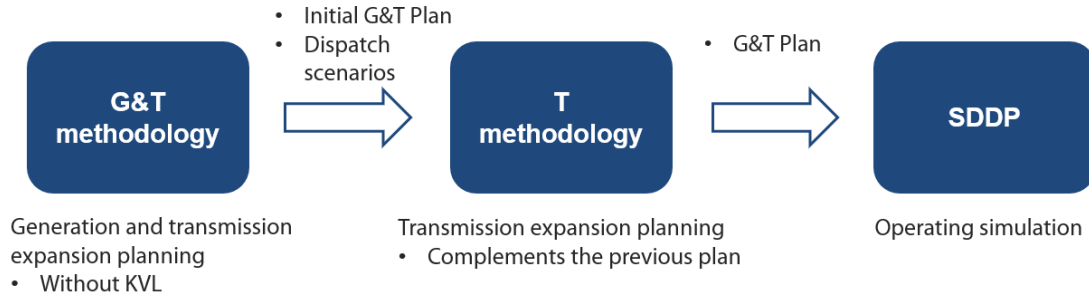 • Initial G&T Plan
• Dispatch
scenarios
• G&T Plan
G&T
methodology
T
methodology
SDDP
Generation and transmission
expansion planning
• Without KVL
Transmission expansion planning
• Complements the previous plan
Operating simulation